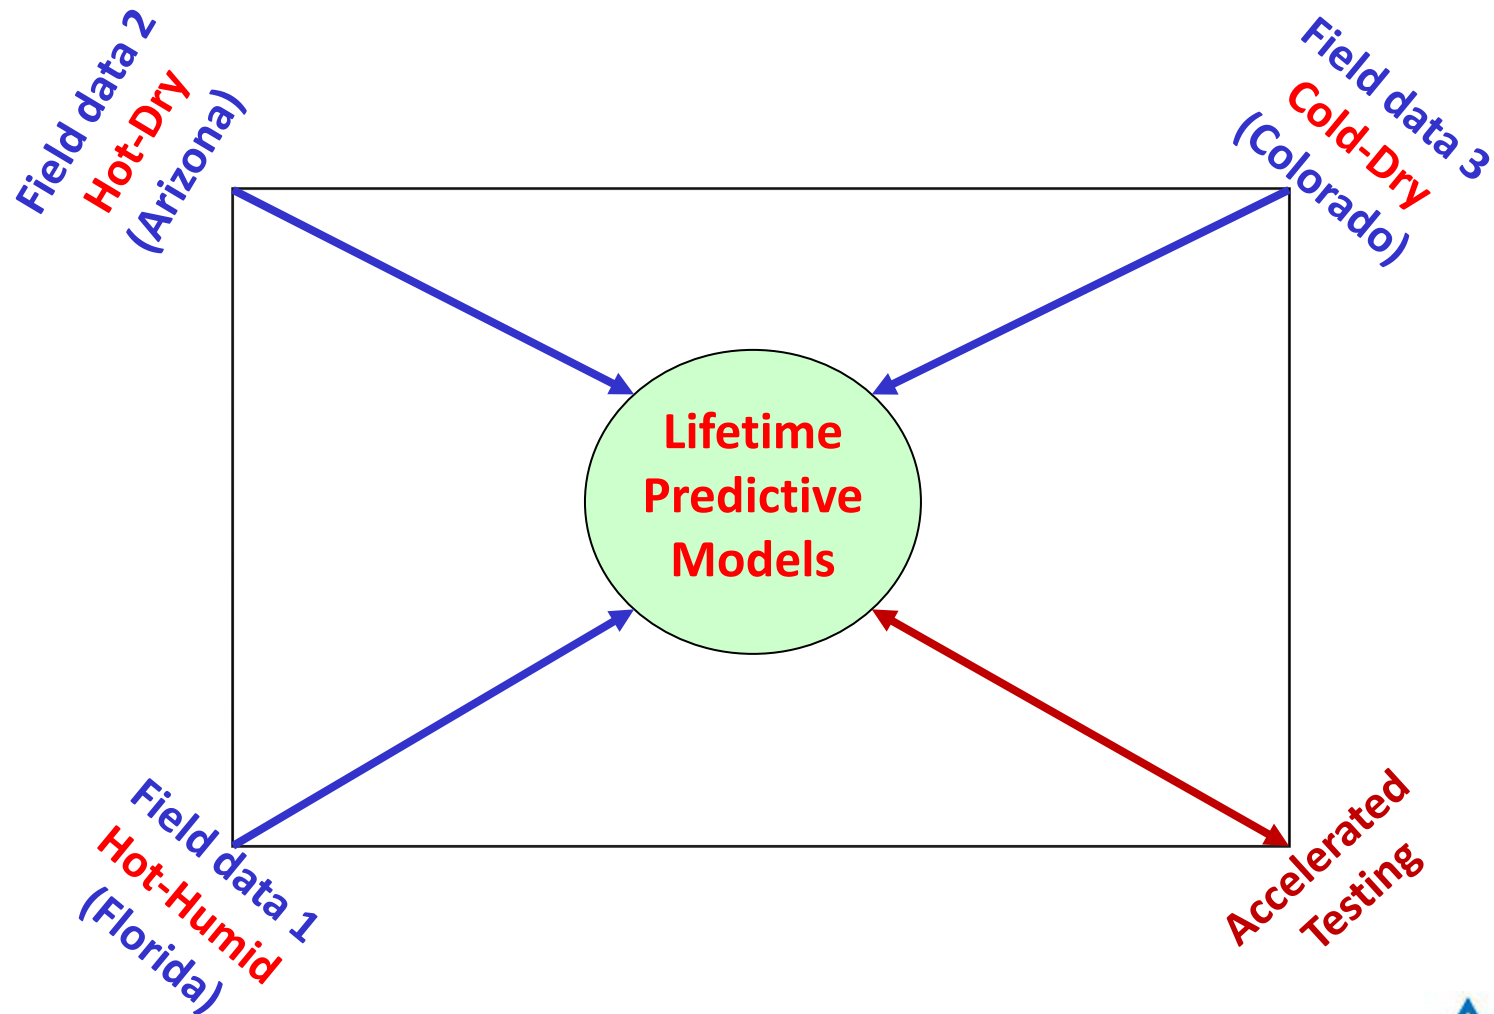 Field data 2
Hot-Dry
(Arizona)
Field data 3
Cold-Dry
(Colorado)
Lifetime
Predictive
Models
Field data 1
Hot-Humid
(Florida)
Accelerated
Testing